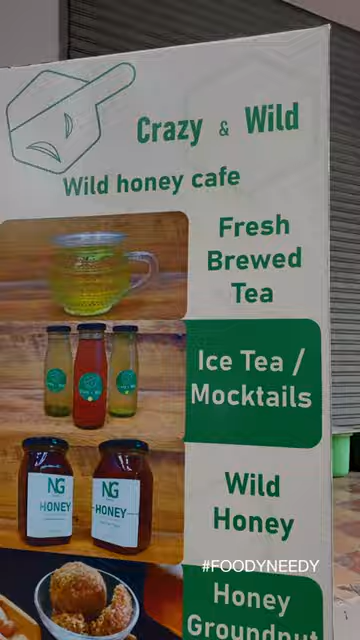 Crazy & Wild
Wild honey cafe
Fresh
Brewed
Tea
Ice Tea /
Mocktails
NG
HONEY
NG
HONEY
Wild
Honey
#FOODYNEEDY
Honey
Groundnut